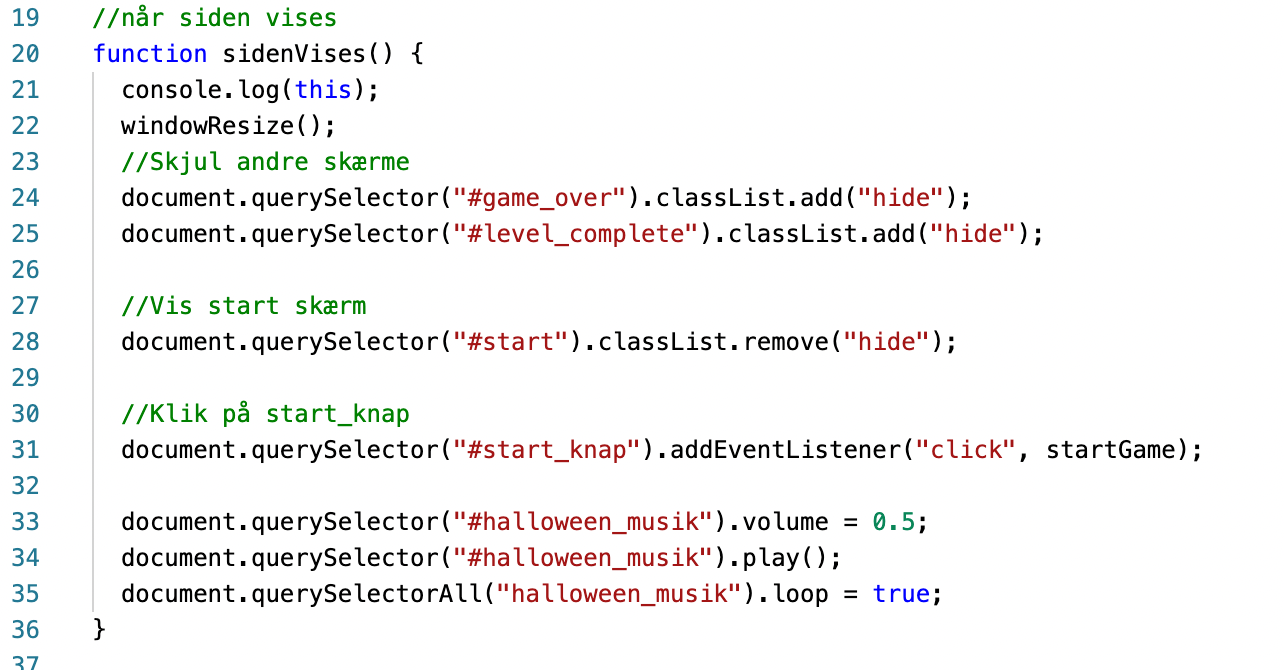 19 //når siden vises
20 function sidenVises() {
21 console.log(this);
22 windowResize();
23 //Skjul andre skærme
24 document.querySelector("#game_over").classList.add("hide");
25 document.querySelector("#level_complete").classList.add("hide");
26
27 //Vis start skærm
28 document.querySelector("#start").classList.remove("hide");
29
30 //Klik på start_knap
31 document.querySelector("#start_knap").addEventListener("click", startGame);
32
33 document.querySelector("#halloween_musik").volume = 0.5;
34 document.querySelector("#halloween_musik").play();
35 document.querySelectorAll("halloween_musik").loop = true;
36 }
37